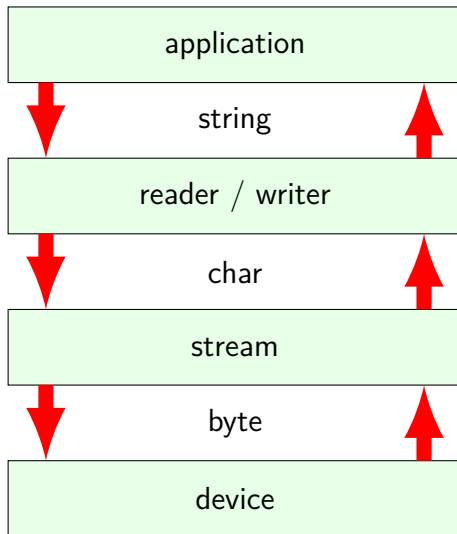 application
string
reader / writer
char
stream
byte
device